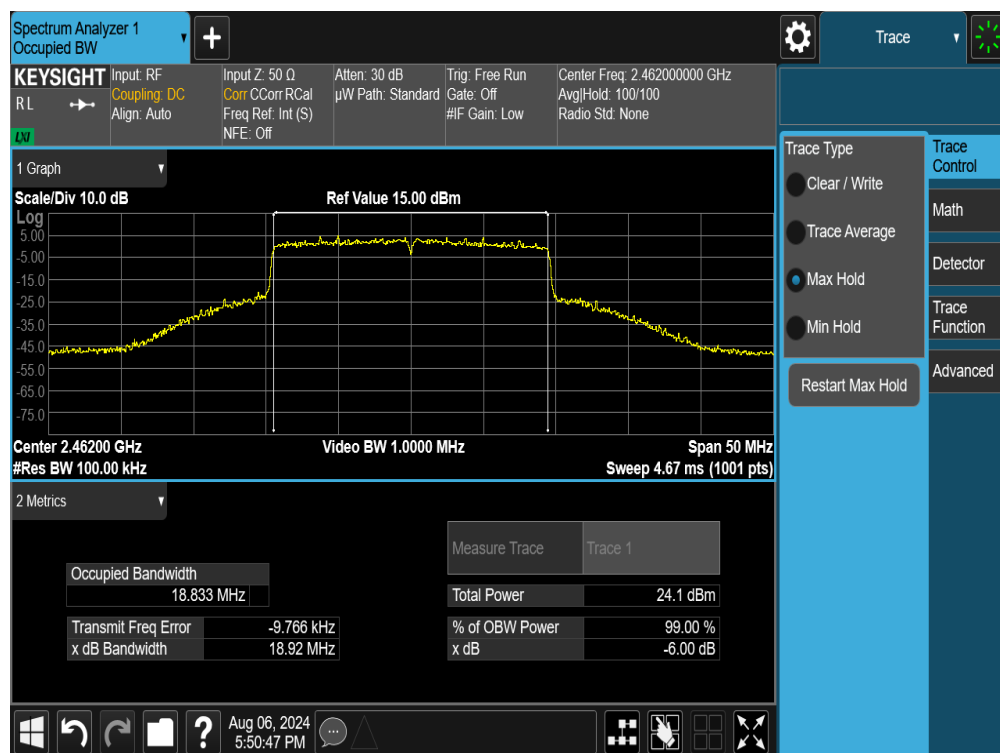 Spectrum Analyzer 1
Occupied BW
+
Trace
KEYSIGHT
R L
LXI
Input: RF
Coupling: DC
Align: Auto
Input Z: 50 Ω
Corr CCorr RCal
Freq Ref: Int (S)
NFE: Off
Atten: 30 dB
µW Path: Standard
Trig: Free Run
Gate: Off
#IF Gain: Low
Center Freq: 2.462000000 GHz
Avg|Hold: 100/100
Radio Std: None
1 Graph
Scale/Div 10.0 dB
Ref Value 15.00 dBm
Log
5.00
-5.00
-15.0
-25.0
-35.0
-45.0
-55.0
-65.0
-75.0
Center 2.46200 GHz
Video BW 1.0000 MHz
Span 50 MHz
#Res BW 100.00 kHz
Sweep 4.67 ms (1001 pts)
2 Metrics
Measure Trace
Trace 1
Occupied Bandwidth
18.833 MHz
Total Power
24.1 dBm
Transmit Freq Error
-9.766 kHz
% of OBW Power
99.00 %
x dB Bandwidth
18.92 MHz
x dB
-6.00 dB
Trace Type
Clear / Write
Trace Average
Max Hold
Min Hold
Restart Max Hold
Trace
Control
Math
Detector
Trace
Function
Advanced
?
Aug 06, 2024
5:50:47 PM